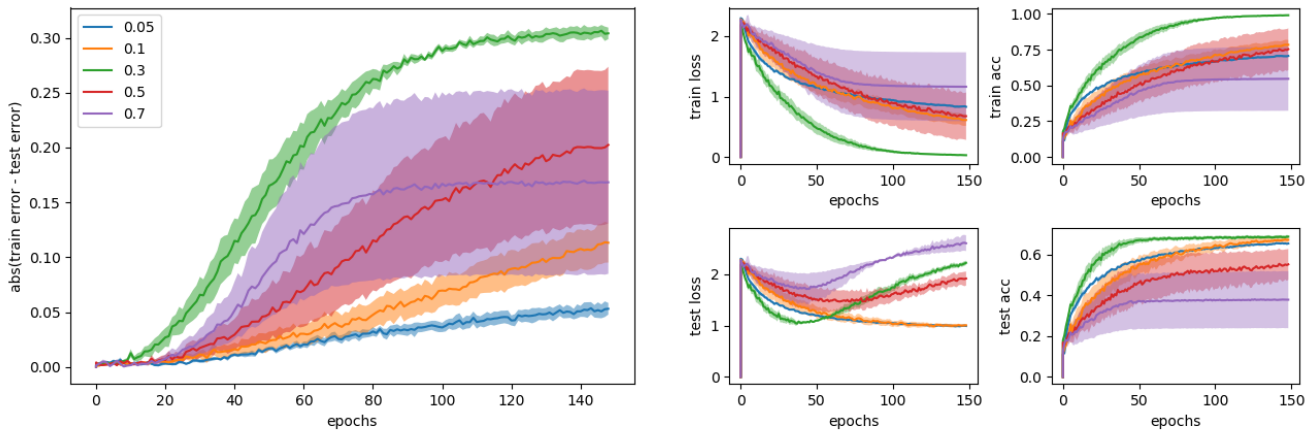 abs(train error - test error)
0.30
0.25
0.20
0.15
0.10
0.05
0.00
0 20 40 60 80 100 120 140
epochs
0.05
0.1
0.3
0.5
0.7
train loss
2
1
0
0 50 100 150
epochs
train acc
1.00
0.75
0.50
0.25
0.00
0 50 100 150
epochs
test loss
2
1
0
0 50 100 150
epochs
test acc
0.6
0.4
0.2
0.0
0 50 100 150
epochs